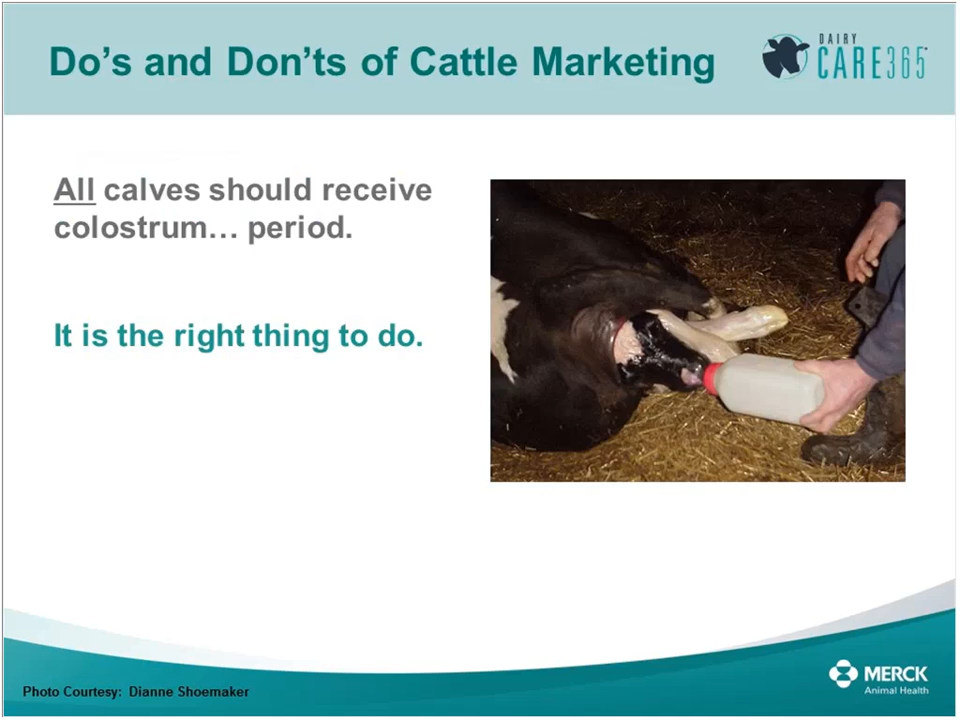 Do’s and Don’ts of Cattle Marketing
DAIRY
CARE365
All calves should receive
colostrum… period.
It is the right thing to do.
Photo Courtesy: Dianne Shoemaker
MERCK
Animal Health